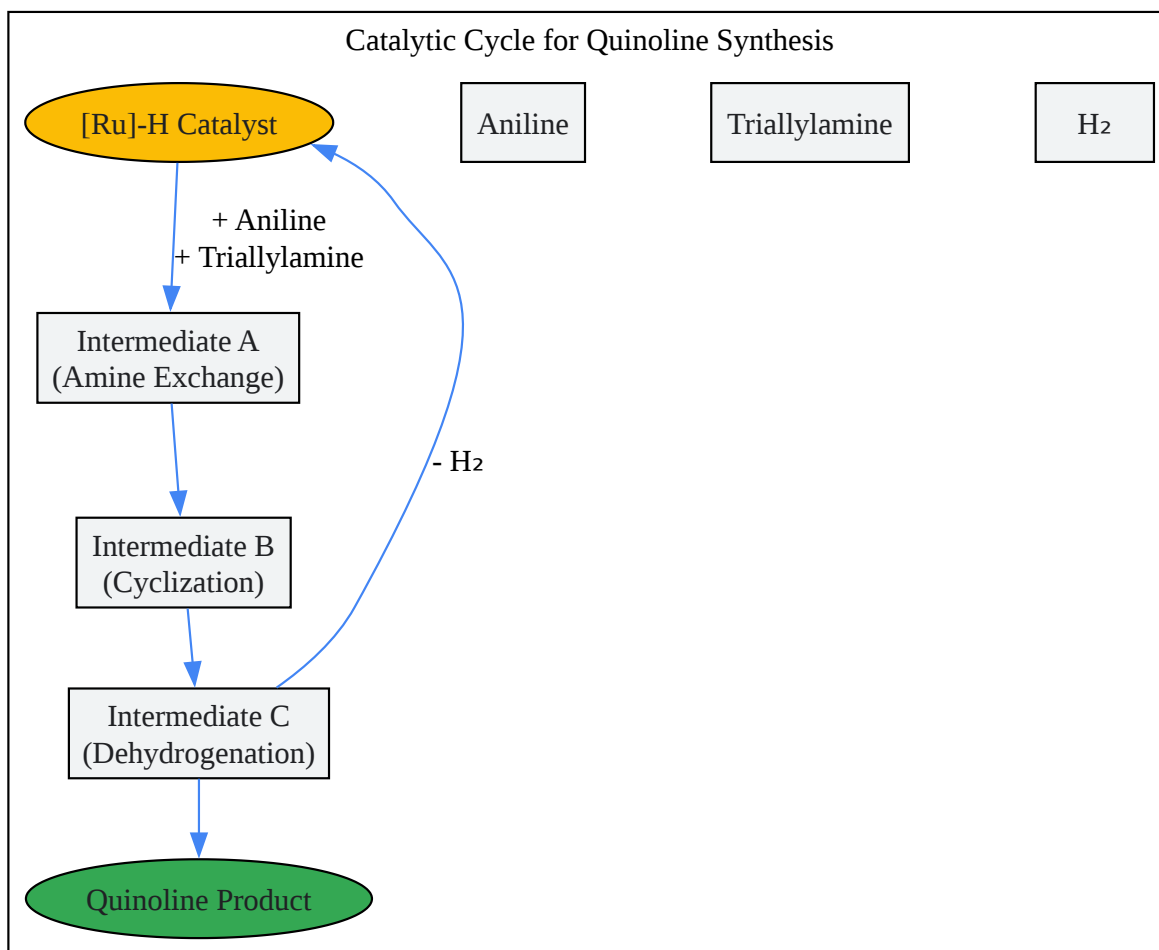 Catalytic Cycle for Quinoline Synthesis
[Ru]-H Catalyst
Aniline
Triallylamine
H₂
+ Aniline
+ Triallylamine
Intermediate A
(Amine Exchange)
- H₂
Intermediate B
(Cyclization)
Intermediate C
(Dehydrogenation)
Quinoline Product